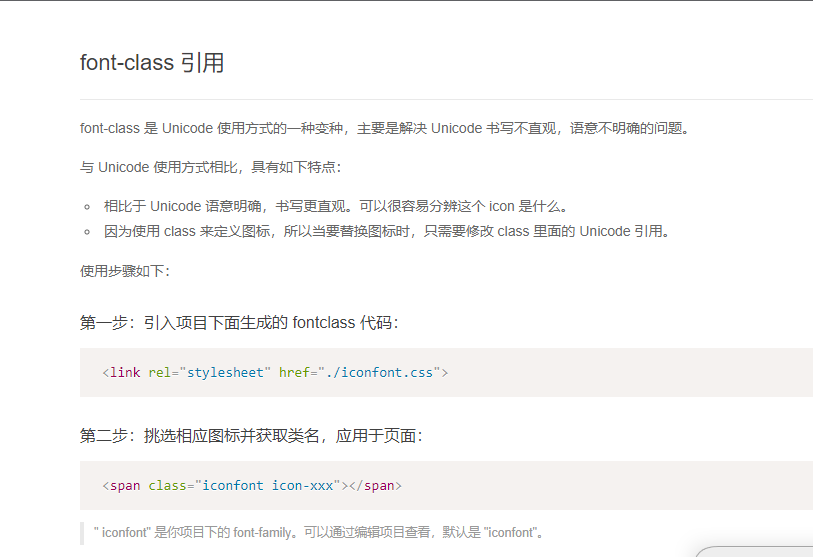 font-class 引用
font-class 是 Unicode 使用方式的一种变种，主要是解决 Unicode 书写不直观，语意不明确的问题。
与 Unicode 使用方式相比，具有如下特点：
相比于 Unicode 语意明确，书写更直观。可以很容易分辨这个 icon 是什么。
因为使用 class 来定义图标，所以当要替换图标时，只需要修改 class 里面的 Unicode 引用。
使用步骤如下：
第一步：引入项目下面生成的 fontclass 代码：
<link rel="stylesheet" href="./iconfont.css">
第二步：挑选相应图标并获取类名，应用于页面：
<span class="iconfont icon-xxx"></span>
" iconfont" 是你项目下的 font-family。可以通过编辑项目查看，默认是 "iconfont"。